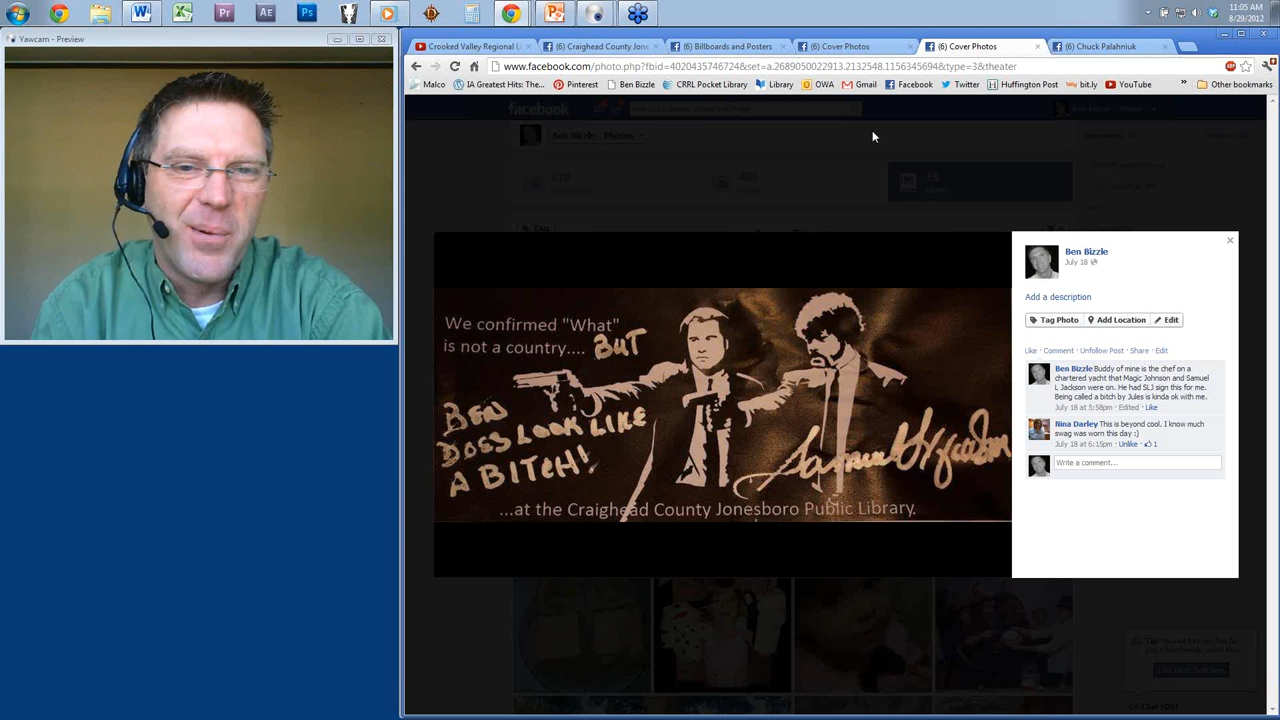 11:05 AM
8/29/2012
Yawcam - Preview
Crooked Valley Regional L
(6) Craighead County Jone
(6) Billboards and Posters
(6) Cover Photos
(6) Cover Photos
(6) Chuck Palahniuk
www.facebook.com/photo.php?fbid=4020435746724&set=a.2689050022913.2132548.1156345694&type=3&theater
Malco
IA Greatest Hits: The...
Pinterest
Ben Bizzle
CRRL Pocket Library
Library
OWA
Gmail
Facebook
Twitter
Huffington Post
bit.ly
YouTube
Other bookmarks
facebook
Ben Bizzle Photos
Tag
We confirmed "What"
is not a country.... BUT
BEN
DOES LOOK LIKE
A BITCH!
...at the Craighead County Jonesboro Public Library.
Ben Bizzle
July 18
Add a description
Tag Photo Add Location Edit
Like · Comment · Unfollow Post · Share · Edit
Ben Bizzle Buddy of mine is the chef on a
chartered yacht that Magic Johnson and Samuel
L Jackson were on. He had SLJ sign this for me.
Being called a bitch by Jules is kinda ok with me.
July 18 at 5:58pm · Edited · Like
Nina Darley This is beyond cool. I know much
swag was worn this day :)
July 18 at 6:15pm · Unlike · 1
Write a comment...